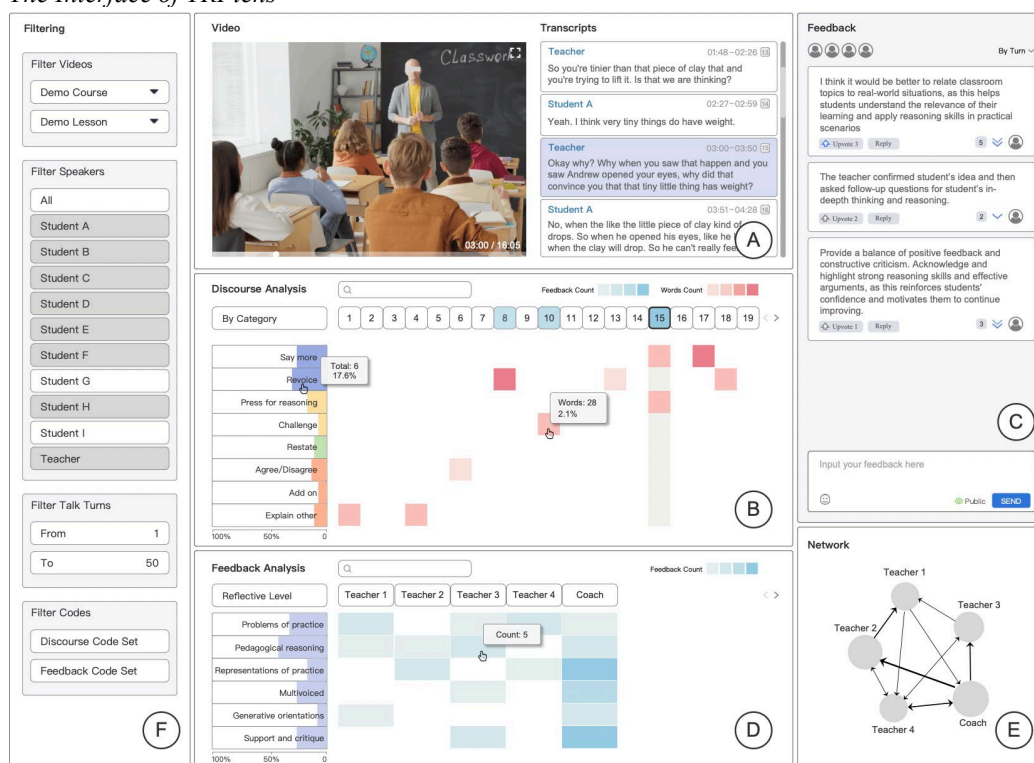 The Interface of TRPlens
Filtering
Filter Videos
Demo Course
Demo Lesson
Filter Speakers
All
Student A
Student B
Student C
Student D
Student E
Student F
Student G
Student H
Student I
Teacher
Filter Talk Turns
From 1
To 50
Filter Codes
Discourse Code Set
Feedback Code Set
F
Video
Classwork
03:00 / 16:05
Transcripts
Teacher 01:48-02:26 13
So you're tinier than that piece of clay that and
you're trying to lift it. Is that we are thinking?
Student A 02:27-02:59 14
Yeah. I think very tiny things do have weight.
Teacher 03:00-03:50 15
Okay why? Why when you saw that happen and you
saw Andrew opened your eyes, why did that
convince you that that tiny little thing has weight?
Student A 03:51-04:28 16
No, when the like the little piece of clay kind of
drops. So when he opened his eyes, like he
when the clay will drop. So he can't really
A
Discourse Analysis
Feedback Count Words Count
By Category
1 2 3 4 5 6 7 8 9 10 11 12 13 14 15 16 17 18 19
Say more
Revoice
Press for reasoning
Challenge
Restate
Agree/Disagree
Add on
Explain other
100% 50% 0
Total: 6
17.6%
Words: 28
2.1%
B
Feedback Analysis
Feedback Count
Reflective Level
Teacher 1 Teacher 2 Teacher 3 Teacher 4 Coach
Problems of practice
Pedagogical reasoning
Representations of practice
Multivoiced
Generative orientations
Support and critique
100% 50% 0
Count: 5
D
Feedback
By Turn
I think it would be better to relate classroom
topics to real-world situations, as this helps
students understand the relevance of their
learning and apply reasoning skills in practical
scenarios
Upvote 3 Reply 5
The teacher confirmed student's idea and then
asked follow-up questions for student's in-
deepth thinking and reasoning.
Upvote 2 Reply 2
Provide a balance of positive feedback and
constructive criticism. Acknowledge and
highlight strong reasoning skills and effective
arguments, as this reinforces students'
confidence and motivates them to continue
improving.
Upvote 1 Reply 3
C
Input your feedback here
Public SEND
Network
Teacher 1
Teacher 3
Teacher 2
Teacher 4
Coach
E